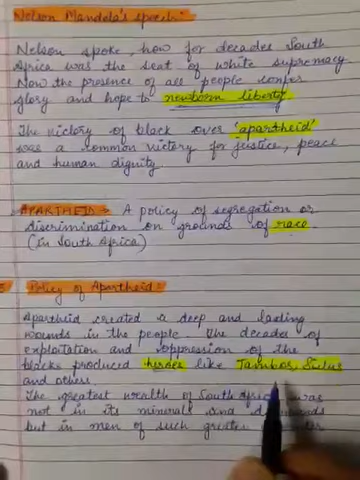 Nelson Mandela's speech
Nelson spoke how for decades South
Africa was the seat of white supremacy.
Now the presence of all people confer
glory and hope to newborn liberty
The victory of black over 'apartheid'
was a common victory for justice, peace
and human dignity
APARTHEID: A policy of segregation or
discrimination on grounds of race.
(in South Africa)
Policy of Apartheid:
Apartheid created a deep and lasting
wounds in the people. The decades of
exploitation and oppression of the
blacks produced heroes like Tambos, Sulus
and others.
The greatest wealth of South Africa was
not in its minerals and
but in men of such greater